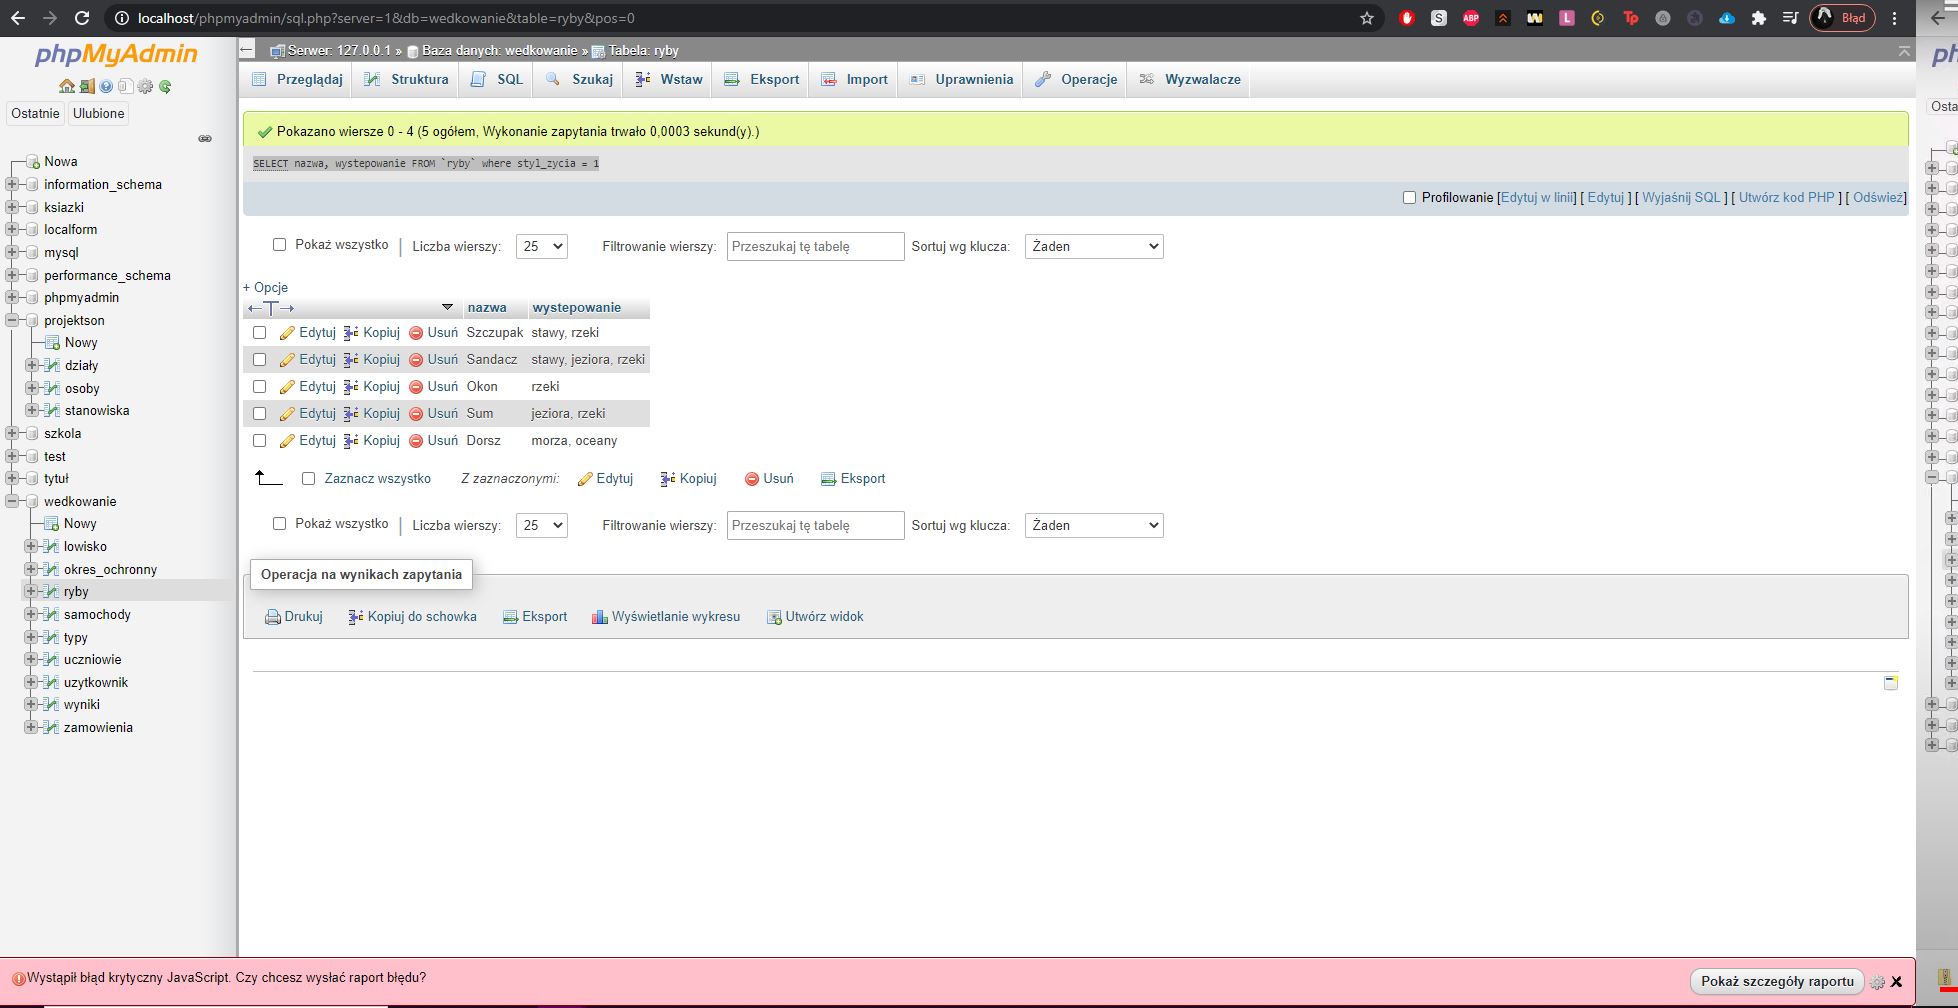 localhost/phpmyadmin/sql.php?server=1&db=wedkowanie&table=ryby&pos=0
S ABP L Tp Błąd
phpMyAdmin
Ostatnie Ulubione
Nowa
information_schema
ksiazki
localform
mysql
performance_schema
phpmyadmin
projektson
Nowy
działy
osoby
stanowiska
szkola
test
tytuł
wedkowanie
Nowy
lowisko
okres_ochronny
ryby
samochody
typy
uczniowie
uzytkownik
wyniki
zamowienia
Serwer: 127.0.0.1 » Baza danych: wedkowanie » Tabela: ryby
Przeglądaj Struktura SQL Szukaj Wstaw Eksport Import Uprawnienia Operacje Wyzwalacze
Pokazano wiersze 0 - 4 (5 ogółem, Wykonanie zapytania trwało 0,0003 sekund(y).)
SELECT nazwa, wystepowanie FROM `ryby` where styl_zycia = 1
Profilowanie [Edytuj w linii] [ Edytuj ] [ Wyjaśnij SQL ] [ Utwórz kod PHP ] [ Odśwież]
Pokaż wszystko | Liczba wierszy: 25 Filtrowanie wierszy: Przeszukaj tę tabelę Sortuj wg klucza: Żaden
+ Opcje
←T→ nazwa wystepowanie
Edytuj Kopiuj Usuń Szczupak stawy, rzeki
Edytuj Kopiuj Usuń Sandacz stawy, jeziora, rzeki
Edytuj Kopiuj Usuń Okon rzeki
Edytuj Kopiuj Usuń Sum jeziora, rzeki
Edytuj Kopiuj Usuń Dorsz morza, oceany
Zaznacz wszystko Z zaznaczonymi: Edytuj Kopiuj Usuń Eksport
Pokaż wszystko | Liczba wierszy: 25 Filtrowanie wierszy: Przeszukaj tę tabelę Sortuj wg klucza: Żaden
Operacja na wynikach zapytania
Drukuj Kopiuj do schowka Eksport Wyświetlanie wykresu Utwórz widok
Wystąpił błąd krytyczny JavaScript. Czy chcesz wysłać raport błędu?
Pokaż szczegóły raportu
ph
Osta